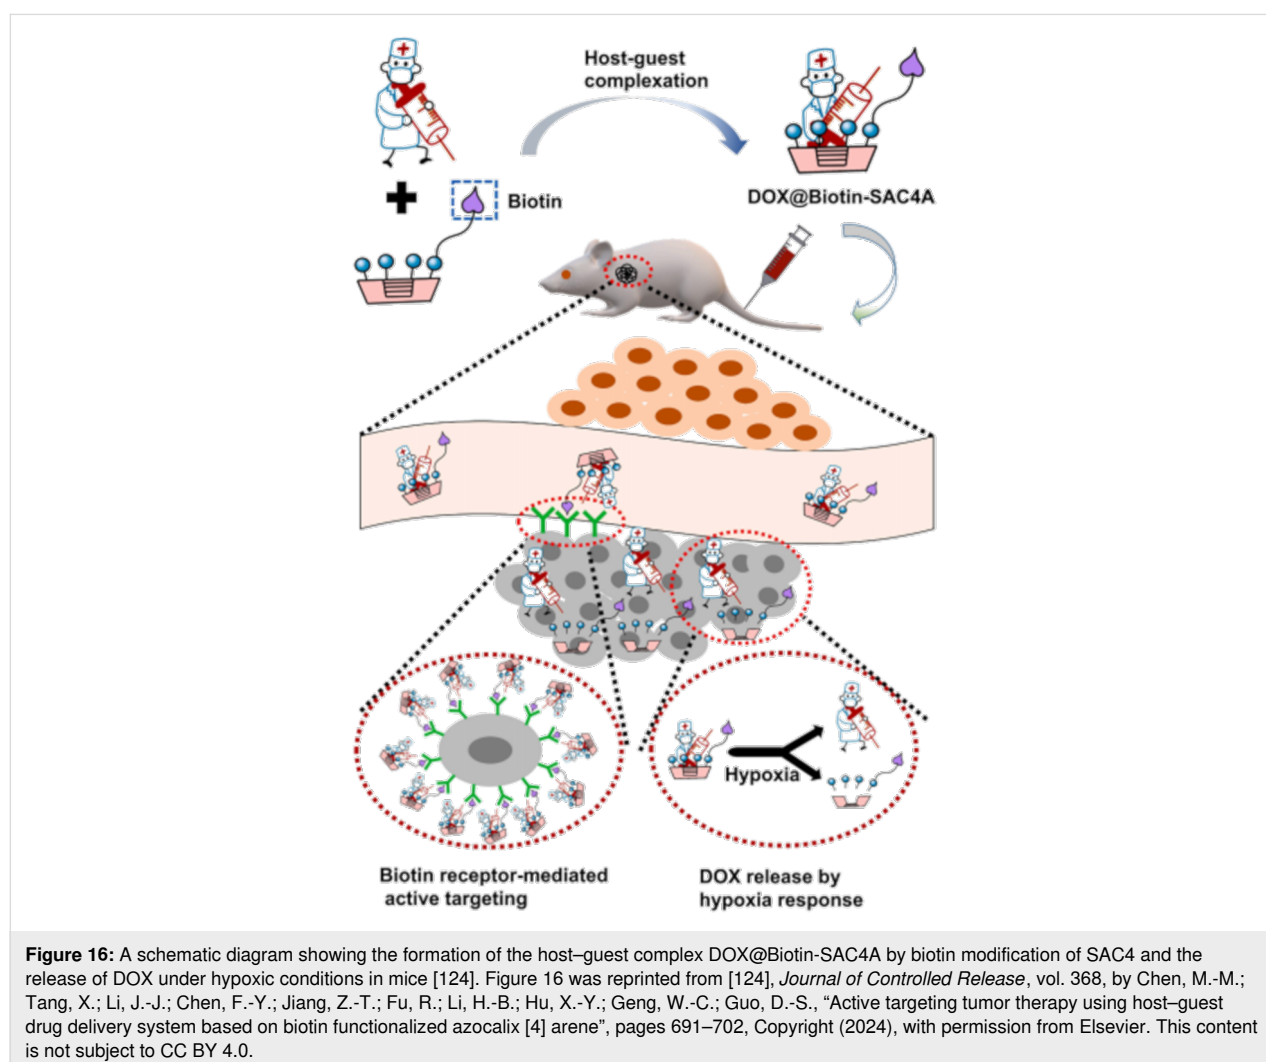 Host-guest
complexation
Biotin
DOX@Biotin-SAC4A
Hypoxia
Biotin receptor-mediated
active targeting
DOX release by
hypoxia response
Figure 16: A schematic diagram showing the formation of the host–guest complex DOX@Biotin-SAC4A by biotin modification of SAC4 and the
release of DOX under hypoxic conditions in mice [124]. Figure 16 was reprinted from [124], Journal of Controlled Release, vol. 368, by Chen, M.-M.;
Tang, X.; Li, J.-J.; Chen, F.-Y.; Jiang, Z.-T.; Fu, R.; Li, H.-B.; Hu, X.-Y.; Geng, W.-C.; Guo, D.-S., “Active targeting tumor therapy using host–guest
drug delivery system based on biotin functionalized azocalix [4] arene”, pages 691–702, Copyright (2024), with permission from Elsevier. This content
is not subject to CC BY 4.0.